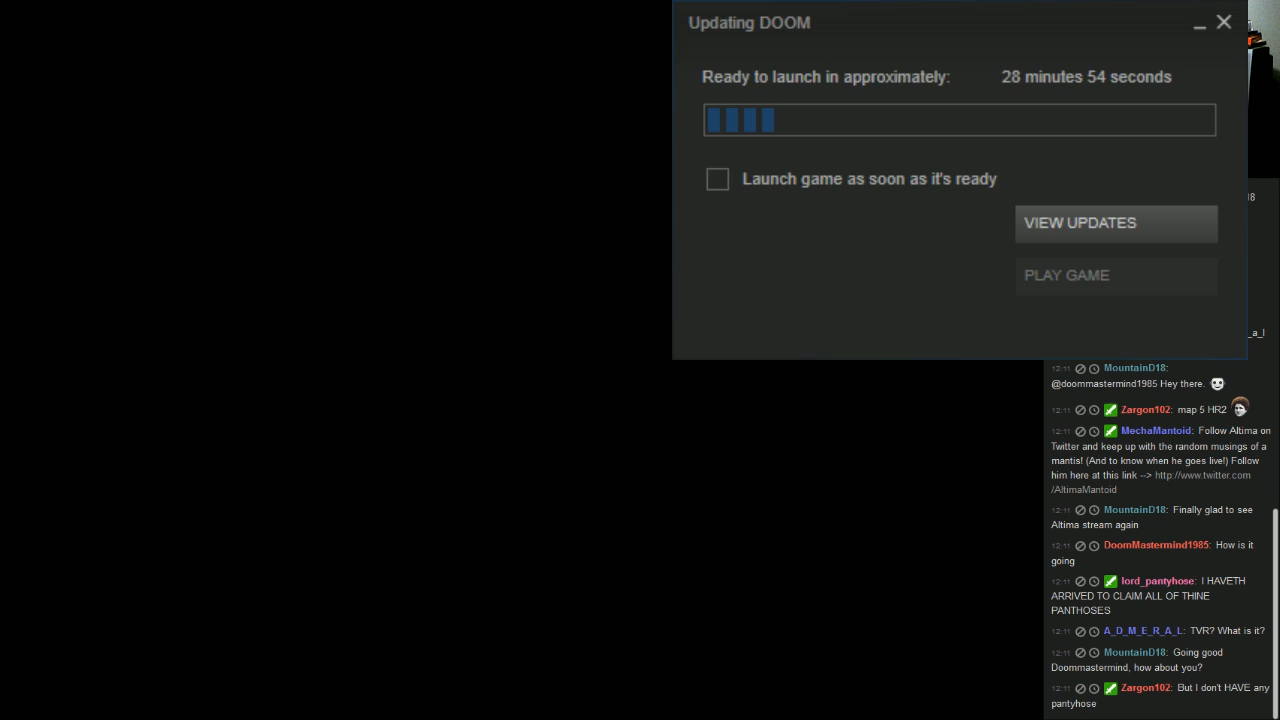 Updating DOOM
Ready to launch in approximately: 28 minutes 54 seconds
Launch game as soon as it's ready
VIEW UPDATES
PLAY GAME
18
_a_l
12:11 MountainD18:
@doommastermind1985 Hey there.
12:11 Zargon102: map 5 HR2
12:11 MechaMantoid: Follow Altima on
Twitter and keep up with the random musings of a
mantis! (And to know when he goes live!) Follow
him here at this link --> http://www.twitter.com
/AltimaMantoid
12:11 MountainD18: Finally glad to see
Altima stream again
12:11 DoomMastermind1985: How is it
going
12:11 lord_pantyhose: I HAVETH
ARRIVED TO CLAIM ALL OF THINE
PANTHOSES
12:11 A_D_M_E_R_A_L: TVR? What is it?
12:11 MountainD18: Going good
Doommastermind, how about you?
12:11 Zargon102: But I don't HAVE any
pantyhose